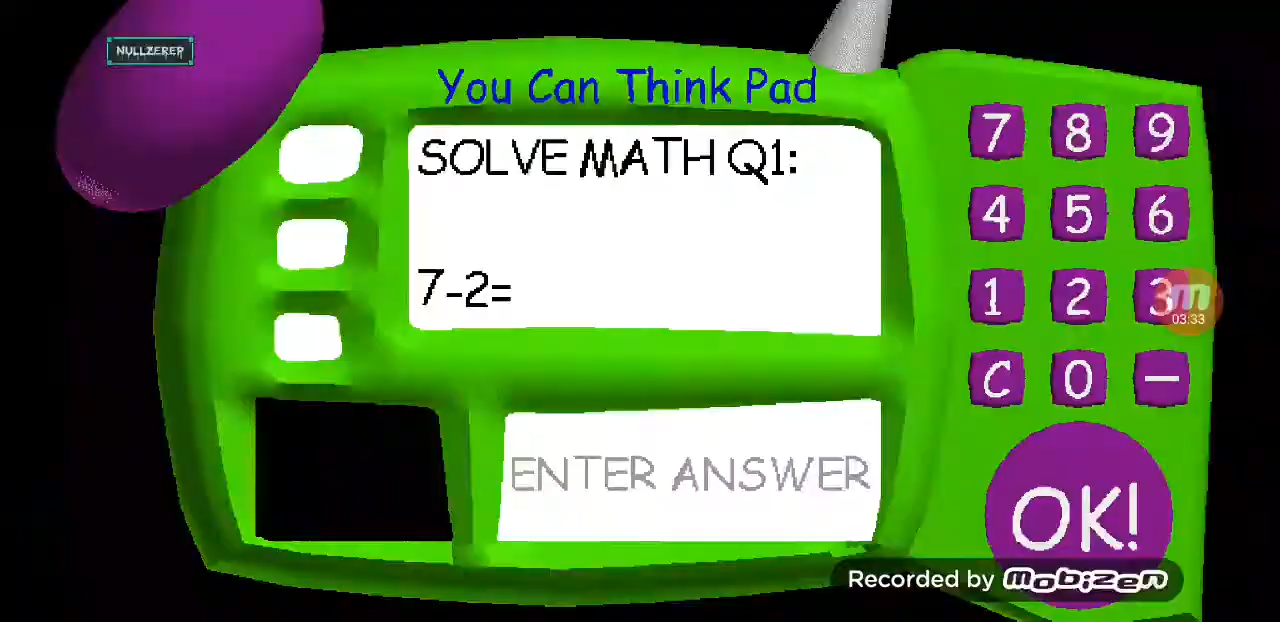 NULLZEREP
You Can Think Pad
SOLVE MATH Q1:
7-2=
7 8 9
4 5 6
1 2 3
03:33
C 0 −
ENTER ANSWER
OK!
Recorded by mobizen